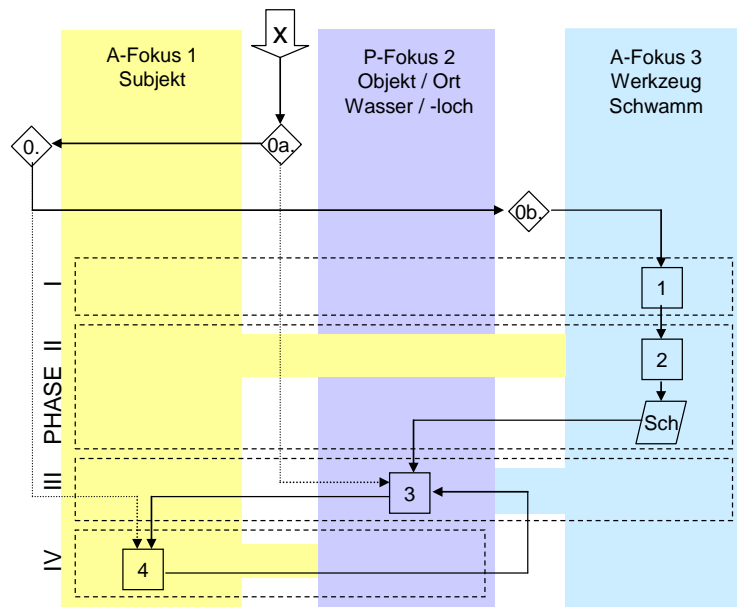 X
A-Fokus 1
Subjekt
P-Fokus 2
Objekt / Ort
Wasser / -loch
A-Fokus 3
Werkzeug
Schwamm
0.
0a.
0b.
I
1
PHASE II
2
Sch
III
3
IV
4